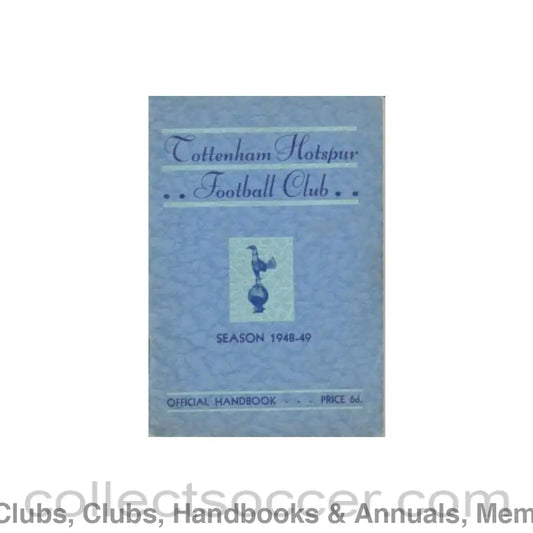 Tottenham Hotspur
. . Football Club . .
SEASON 1948-49
OFFICIAL HANDBOOK - - - PRICE 6d.
collectsoccer.com
Clubs, Clubs, Handbooks & Annuals, Mem